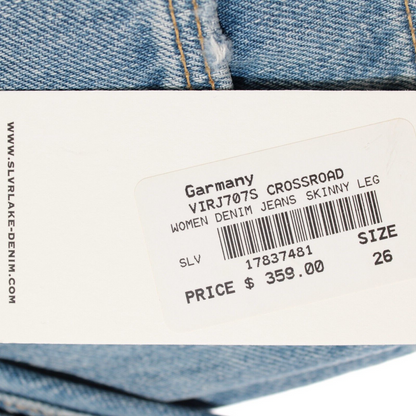 WWW.SLVRLAKE-DENIM.COM
Garmany
VIRJ707S CROSSROAD
WOMEN DENIM JEANS SKINNY LEG
SLV 17837481 SIZE
PRICE $ 359.00 26